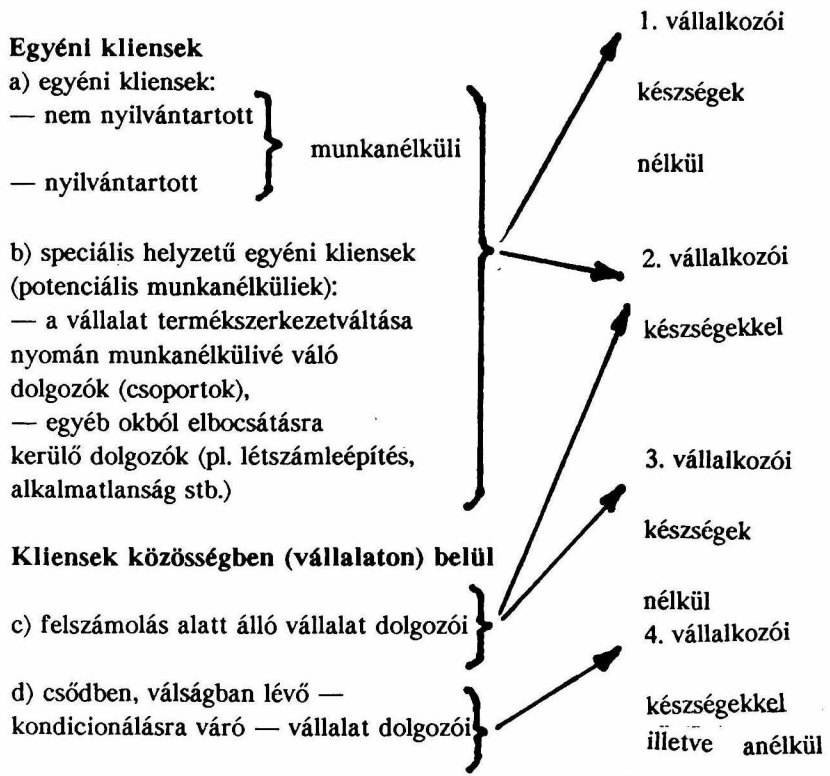 Egyéni kliensek
a) egyéni kliensek:
— nem nyilvántartott
— nyilvántartott
munkanélküli
b) speciális helyzetű egyéni kliensek
(potenciális munkanélküliek):
— a vállalat termékszerkezetváltása
nyomán munkanélkülivé váló
dolgozók (csoportok),
— egyéb okból elbocsátásra
kerülő dolgozók (pl. létszámleépítés,
alkalmatlanság stb.)
Kliensek közösségben (vállalaton) belül
c) felszámolás alatt álló vállalat dolgozói
d) csődben, válságban lévő —
kondicionálásra váró — vállalat dolgozói
1. vállalkozói
készségek
nélkül
2. vállalkozói
készségekkel
3. vállalkozói
készségek
nélkül
4. vállalkozói
készségekkel
illetve anélkül